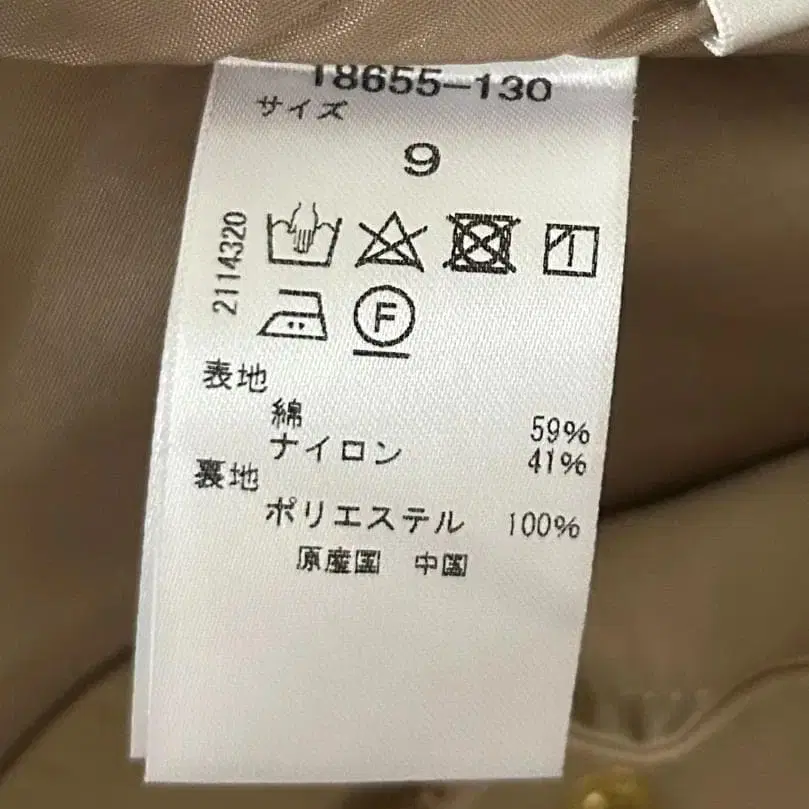 18655-130
サイズ
9
2114320
F
表地
綿 59%
ナイロン 41%
裏地
ポリエステル 100%
原産国 中国